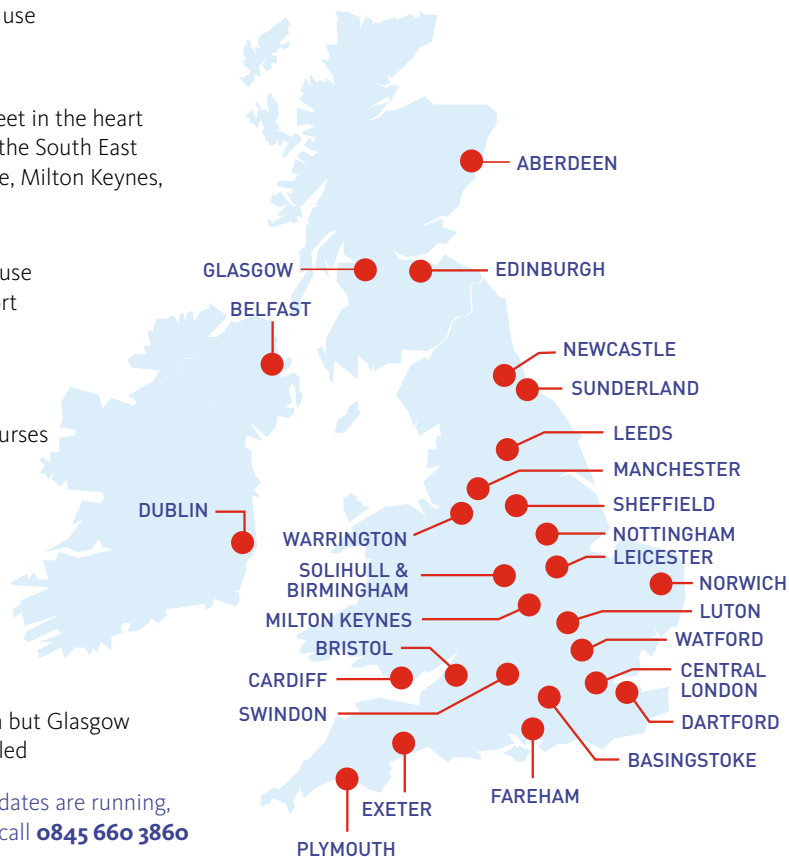 use
eet in the heart
the South East
e, Milton Keynes,
use
rt
urses
n but Glasgow
led
dates are running,
call 0845 660 3860
ABERDEEN
GLASGOW
EDINBURGH
BELFAST
NEWCASTLE
SUNDERLAND
LEEDS
MANCHESTER
SHEFFIELD
DUBLIN
WARRINGTON
NOTTINGHAM
LEICESTER
SOLIHULL &
BIRMINGHAM
NORWICH
MILTON KEYNES
LUTON
WATFORD
BRISTOL
CARDIFF
CENTRAL
LONDON
SWINDON
DARTFORD
BASINGSTOKE
FAREHAM
EXETER
PLYMOUTH